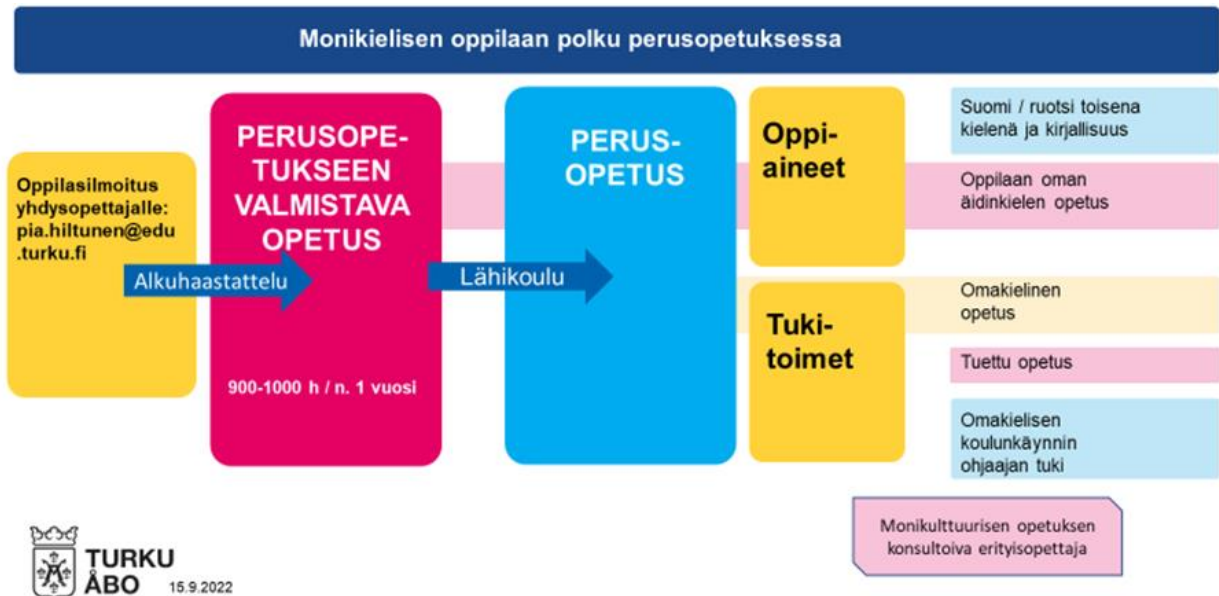 Monikielisen oppilaan polku perusopetuksessa
Oppilasilmoitus
yhdysopettajalle:
pia.hiltunen@edu
.turku.fi
Alkuhaastattelu
PERUSOPE-
TUKSEEN
VALMISTAVA
OPETUS
900-1000 h / n. 1 vuosi
Lähikoulu
PERUS-
OPETUS
Oppi-
aineet
Suomi / ruotsi toisena
kielenä ja kirjallisuus
Oppilaan oman
äidinkielen opetus
Tuki-
toimet
Omakielinen
opetus
Tuettu opetus
Omakielisen
koulunkäynnin
ohjaajan tuki
Monikulttuurisen opetuksen
konsultoiva erityisopettaja
TURKU
ÅBO
15.9.2022